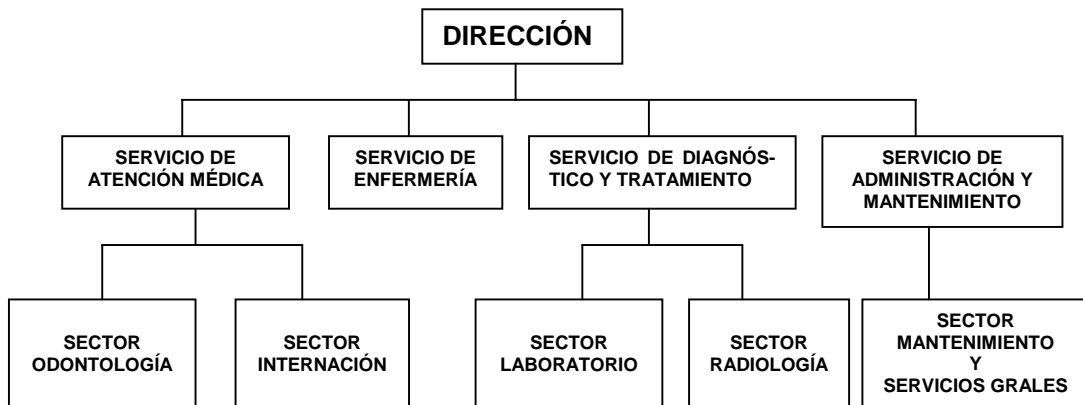 DIRECCIÓN
SERVICIO DE
ATENCIÓN MÉDICA
SERVICIO DE
ENFERMERÍA
SERVICIO DE DIAGNÓS-
TICO Y TRATAMIENTO
SERVICIO DE
ADMINISTRACIÓN Y
MANTENIMIENTO
SECTOR
ODONTOLOGÍA
SECTOR
INTERNACIÓN
SECTOR
LABORATORIO
SECTOR
RADIOLOGÍA
SECTOR
MANTENIMIENTO
Y
SERVICIOS GRALES